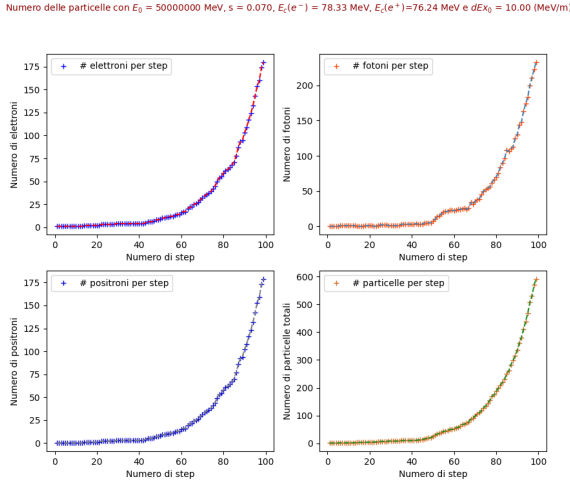 Numero delle particelle con E₀ = 50000000 MeV, s = 0.070, E_c(e⁻) = 78.33 MeV, E_c(e⁺)=76.24 MeV e dEx₀ = 10.00 (MeV/m
# elettroni per step
Numero di elettroni
0
25
50
75
100
125
150
175
0 20 40 60 80 100
Numero di step
# fotoni per step
Numero di fotoni
0
50
100
150
200
0 20 40 60 80 100
Numero di step
# positroni per step
Numero di positroni
0
25
50
75
100
125
150
175
0 20 40 60 80 100
Numero di step
# particelle per step
Numero di particelle totali
0
100
200
300
400
500
600
0 20 40 60 80 100
Numero di step